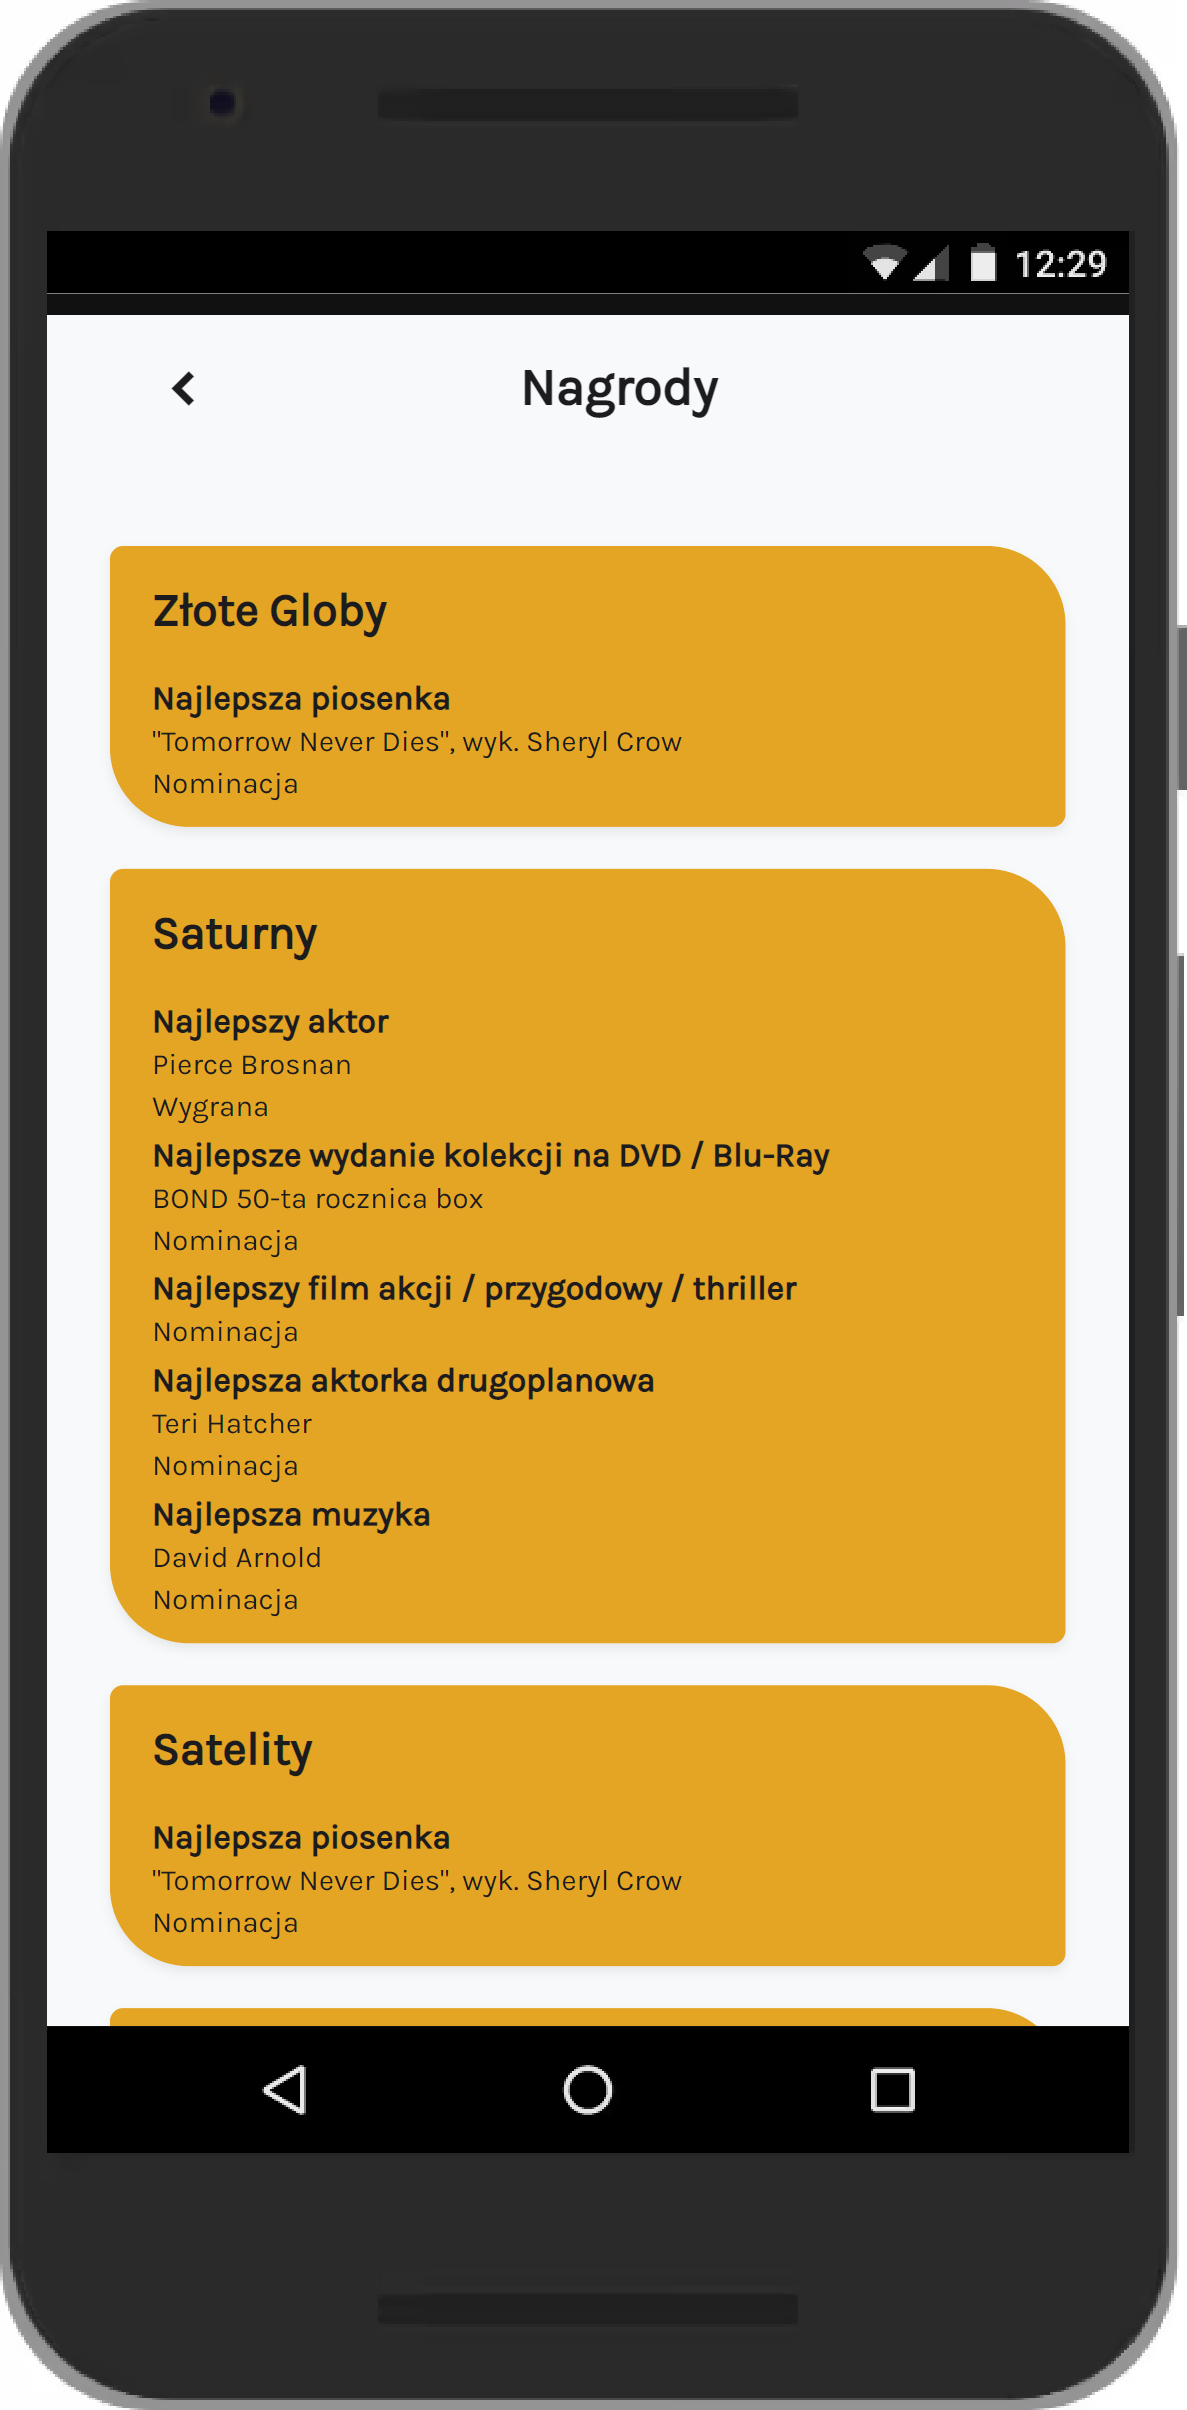 12:29
Nagrody
Złote Globy
Najlepsza piosenka
"Tomorrow Never Dies", wyk. Sheryl Crow
Nominacja
Saturny
Najlepszy aktor
Pierce Brosnan
Wygrana
Najlepsze wydanie kolekcji na DVD / Blu-Ray
BOND 50-ta rocznica box
Nominacja
Najlepszy film akcji / przygodowy / thriller
Nominacja
Najlepsza aktorka drugoplanowa
Teri Hatcher
Nominacja
Najlepsza muzyka
David Arnold
Nominacja
Satelity
Najlepsza piosenka
"Tomorrow Never Dies", wyk. Sheryl Crow
Nominacja